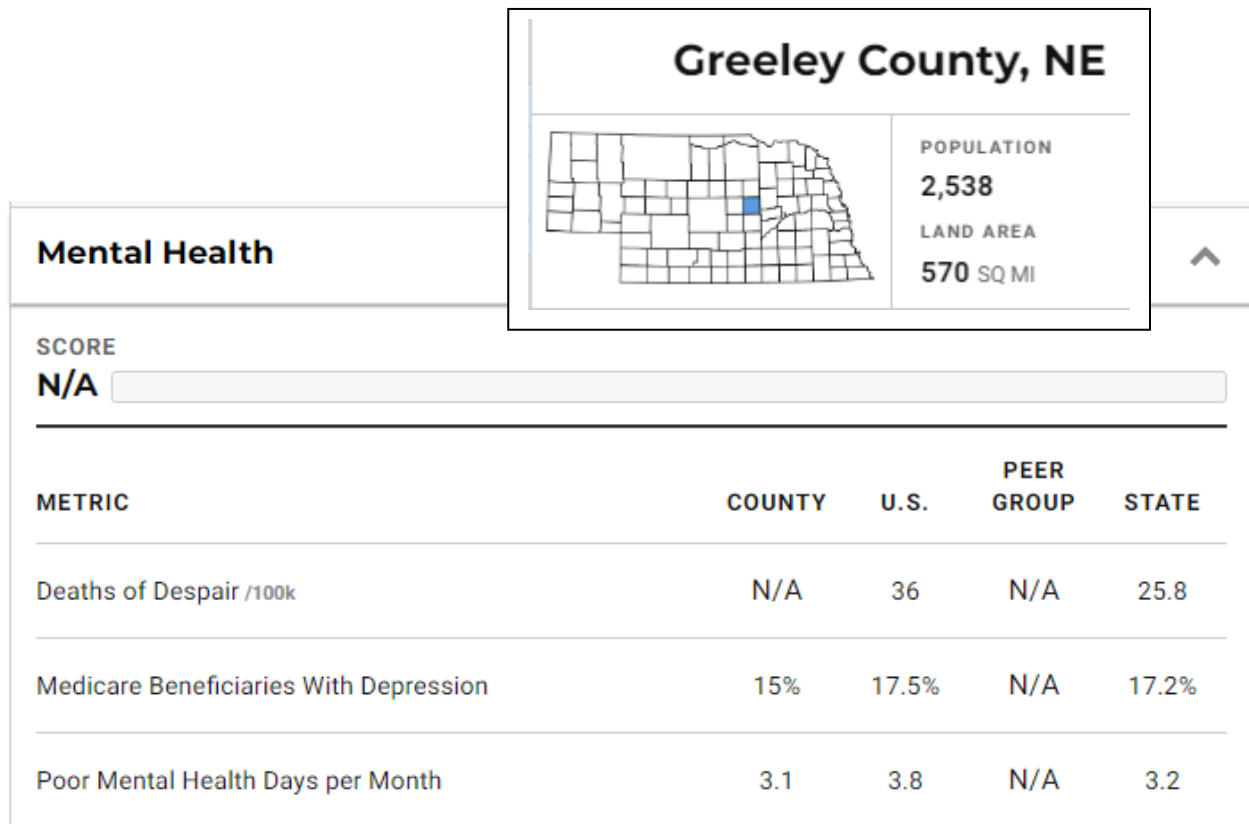 Greeley County, NE
POPULATION
2,538
LAND AREA
570 SQ MI
Mental Health
SCORE
N/A
METRIC COUNTY U.S. PEER GROUP STATE
Deaths of Despair /100k N/A 36 N/A 25.8
Medicare Beneficiaries With Depression 15% 17.5% N/A 17.2%
Poor Mental Health Days per Month 3.1 3.8 N/A 3.2